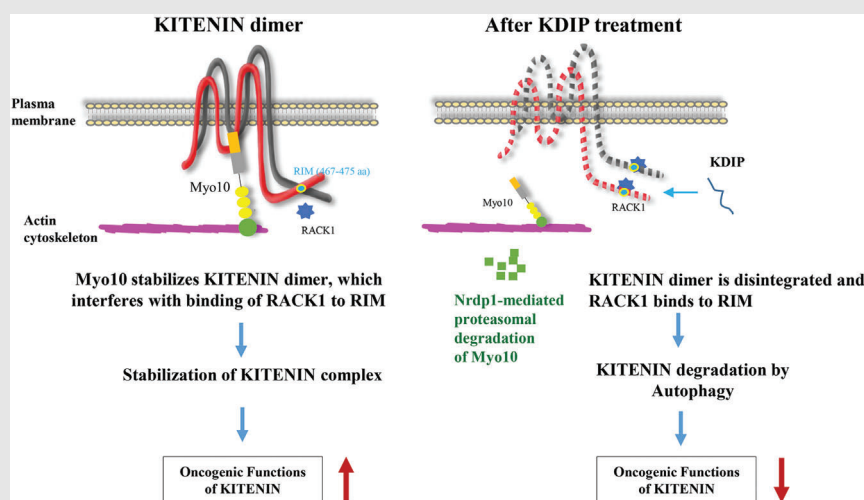 KITENIN dimer
Plasma
membrane
Myo10
RIM (467-475 aa)
RACK1
Actin
cytoskeleton
Myo10 stabilizes KITENIN dimer, which
interferes with binding of RACK1 to RIM
Stabilization of KITENIN complex
Oncogenic Functions
of KITENIN
After KDIP treatment
KDIP
Myo10
RACK1
Nrdp1-mediated
proteasomal
degradation
of Myo10
KITENIN dimer is disintegrated and
RACK1 binds to RIM
KITENIN degradation by
Autophagy
Oncogenic Functions
of KITENIN